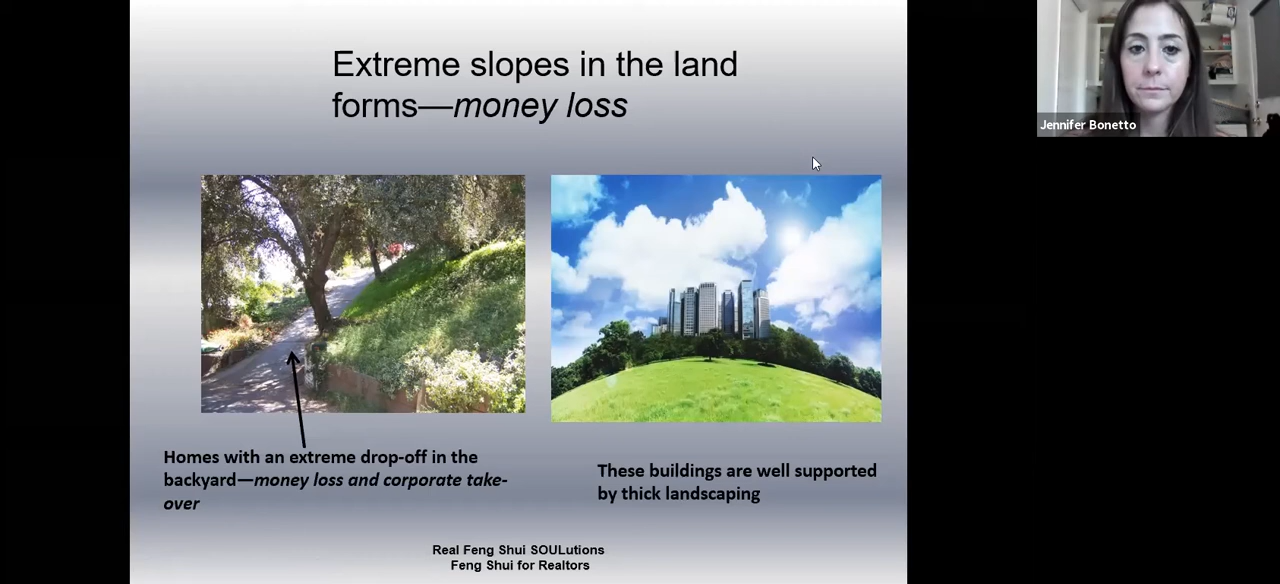 Extreme slopes in the land
forms—money loss
Jennifer Bonetto
Homes with an extreme drop-off in the
backyard—money loss and corporate take-
over
These buildings are well supported
by thick landscaping
Real Feng Shui SOULutions
Feng Shui for Realtors